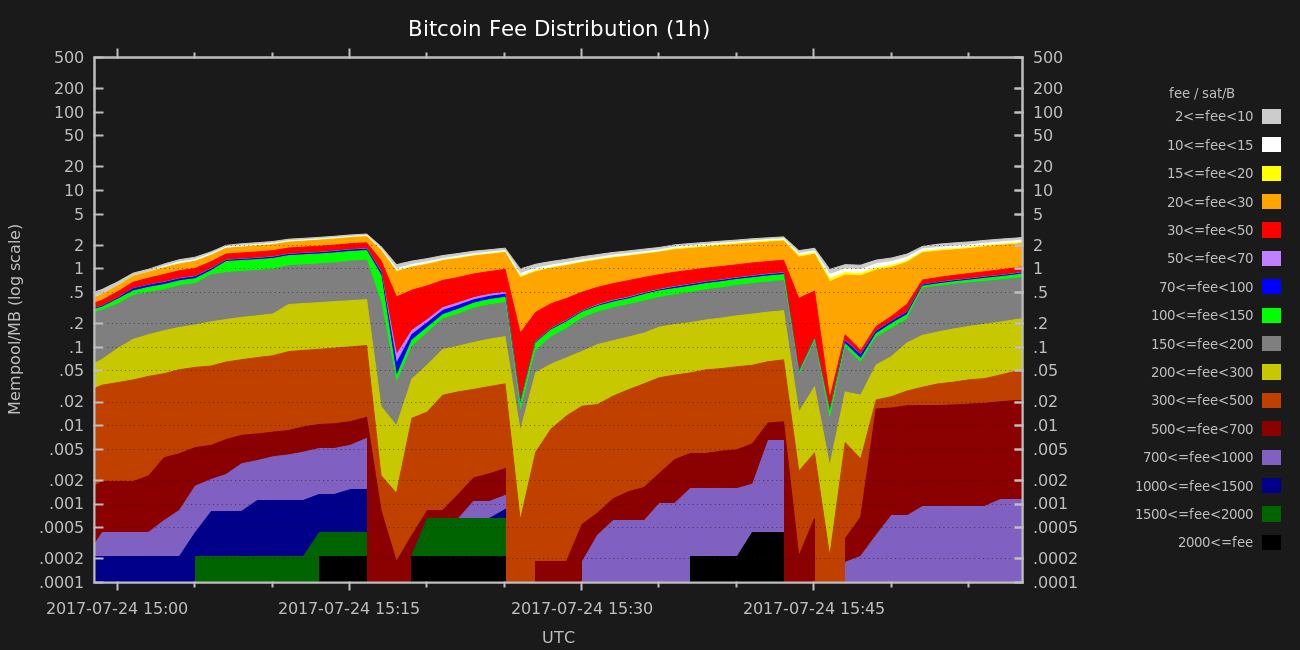 Bitcoin Fee Distribution (1h)
Mempool/MB (log scale)
500
200
100
50
20
10
5
2
1
.5
.2
.1
.05
.02
.01
.005
.002
.001
.0005
.0002
.0001
500
200
100
50
20
10
5
2
1
.5
.2
.1
.05
.02
.01
.005
.002
.001
.0005
.0002
.0001
2017-07-24 15:00
2017-07-24 15:15
2017-07-24 15:30
2017-07-24 15:45
UTC
fee / sat/B
2<=fee<10
10<=fee<15
15<=fee<20
20<=fee<30
30<=fee<50
50<=fee<70
70<=fee<100
100<=fee<150
150<=fee<200
200<=fee<300
300<=fee<500
500<=fee<700
700<=fee<1000
1000<=fee<1500
1500<=fee<2000
2000<=fee